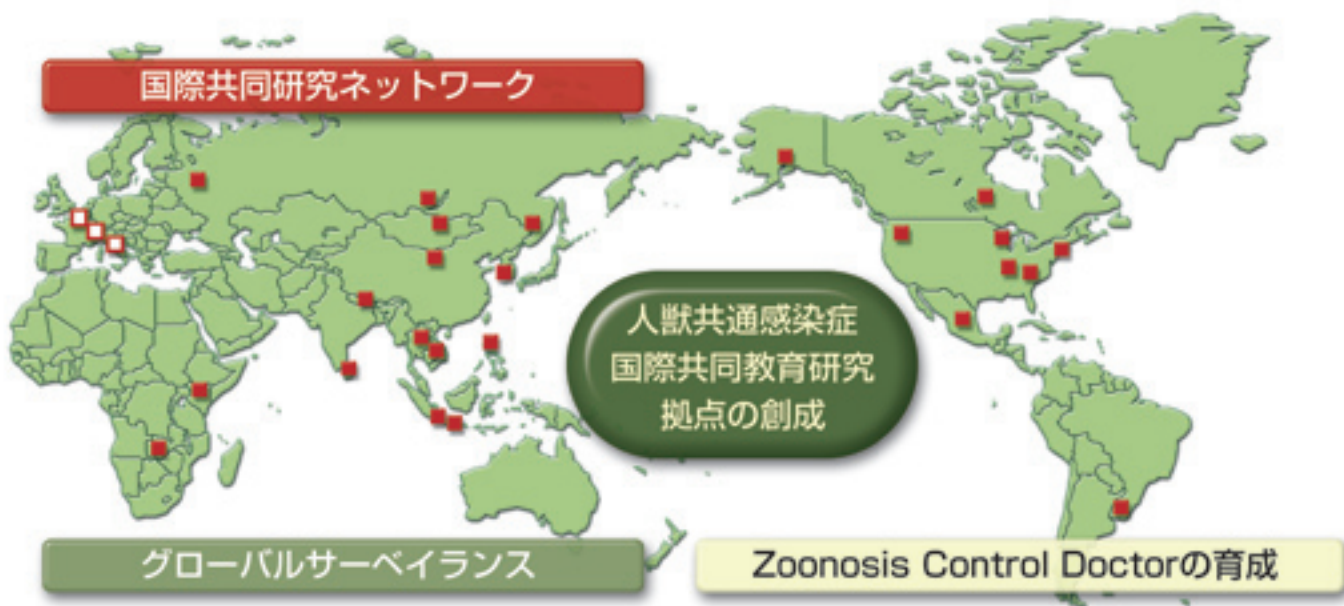 国際共同研究ネットワーク
人獣共通感染症
国際共同教育研究
拠点の創成
グローバルサーベイランス
Zoonosis Control Doctorの育成